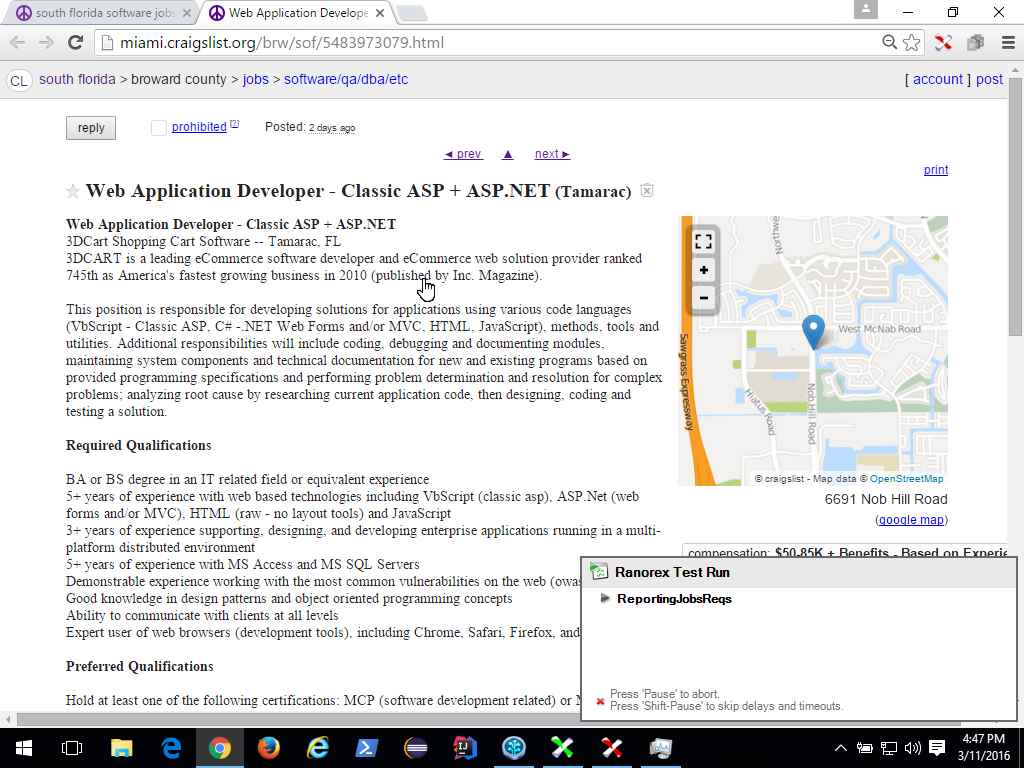 south florida software jobs
Web Application Develope
miami.craigslist.org/brw/sof/5483973079.html
CL south florida > broward county > jobs > software/qa/dba/etc
[ account ] post
reply prohibited [?] Posted: 2 days ago
◄ prev ▲ next ►
print
Web Application Developer - Classic ASP + ASP.NET (Tamarac)
Web Application Developer - Classic ASP + ASP.NET
3DCart Shopping Cart Software -- Tamarac, FL
3DCART is a leading eCommerce software developer and eCommerce web solution provider ranked
745th as America's fastest growing business in 2010 (published by Inc. Magazine).
This position is responsible for developing solutions for applications using various code languages
(VbScript - Classic ASP, C# -.NET Web Forms and/or MVC, HTML, JavaScript), methods, tools and
utilities. Additional responsibilities will include coding, debugging and documenting modules,
maintaining system components and technical documentation for new and existing programs based on
provided programming specifications and performing problem determination and resolution for complex
problems; analyzing root cause by researching current application code, then designing, coding and
testing a solution.
Required Qualifications
BA or BS degree in an IT related field or equivalent experience
5+ years of experience with web based technologies including VbScript (classic asp), ASP.Net (web
forms and/or MVC), HTML (raw - no layout tools) and JavaScript
3+ years of experience supporting, designing, and developing enterprise applications running in a multi-
platform distributed environment
5+ years of experience with MS Access and MS SQL Servers
Demonstrable experience working with the most common vulnerabilities on the web (owas
Good knowledge in design patterns and object oriented programming concepts
Ability to communicate with clients at all levels
Expert user of web browsers (development tools), including Chrome, Safari, Firefox, and
Preferred Qualifications
Hold at least one of the following certifications: MCP (software development related) or
+
-
West McNab Road
Sawgrass Expressway
Hiatus Road
Nob Hill Road
© craigslist - Map data © OpenStreetMap
6691 Nob Hill Road
(google map)
compensation: $50-85K + Benefits - Based on Experie
Ranorex Test Run
ReportingJobsReqs
Press 'Pause' to abort.
Press 'Shift-Pause' to skip delays and timeouts.
4:47 PM
3/11/2016